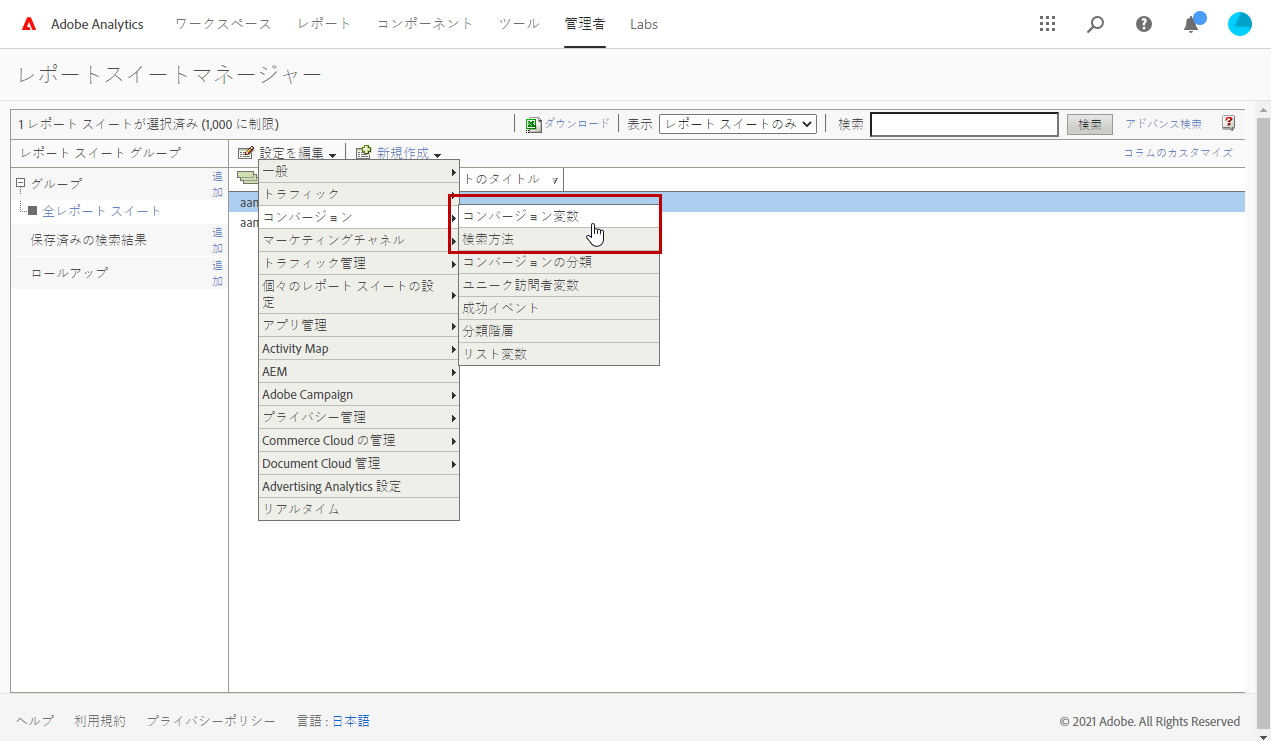 Adobe Analytics ワークスペース レポート コンポーネント ツール 管理者 Labs
レポートスイートマネージャー
1 レポート スイートが選択済み (1,000 に制限) ダウンロード 表示 レポート スイートのみ 検索 検索 アドバンス検索
レポート スイート グループ 設定を編集 新規作成 コラムのカスタマイズ
グループ 追加
全レポート スイート
保存済みの検索結果 追加
ロールアップ 追加
トのタイトル
aan
aan
一般
トラフィック
コンバージョン
マーケティングチャネル
トラフィック管理
個々のレポート スイートの設
定
アプリ管理
Activity Map
AEM
Adobe Campaign
プライバシー管理
Commerce Cloud の管理
Document Cloud 管理
Advertising Analytics 設定
リアルタイム
コンバージョン変数
検索方法
コンバージョンの分類
ユニーク訪問者変数
成功イベント
分類階層
リスト変数
ヘルプ 利用規約 プライバシーポリシー 言語 : 日本語 © 2021 Adobe. All Rights Reserved